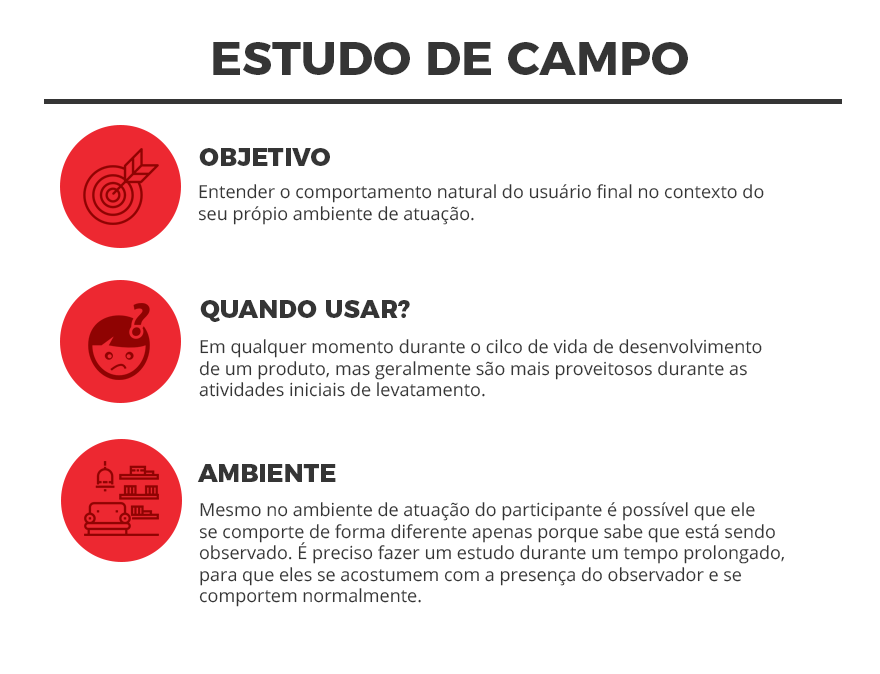 ESTUDO DE CAMPO
OBJETIVO
Entender o comportamento natural do usuário final no contexto do
seu própio ambiente de atuação.
QUANDO USAR?
Em qualquer momento durante o cilco de vida de desenvolvimento
de um produto, mas geralmente são mais proveitosos durante as
atividades iniciais de levatamento.
AMBIENTE
Mesmo no ambiente de atuação do participante é possível que ele
se comporte de forma diferente apenas porque sabe que está sendo
observado. É preciso fazer um estudo durante um tempo prolongado,
para que eles se acostumem com a presença do observador e se
comportem normalmente.